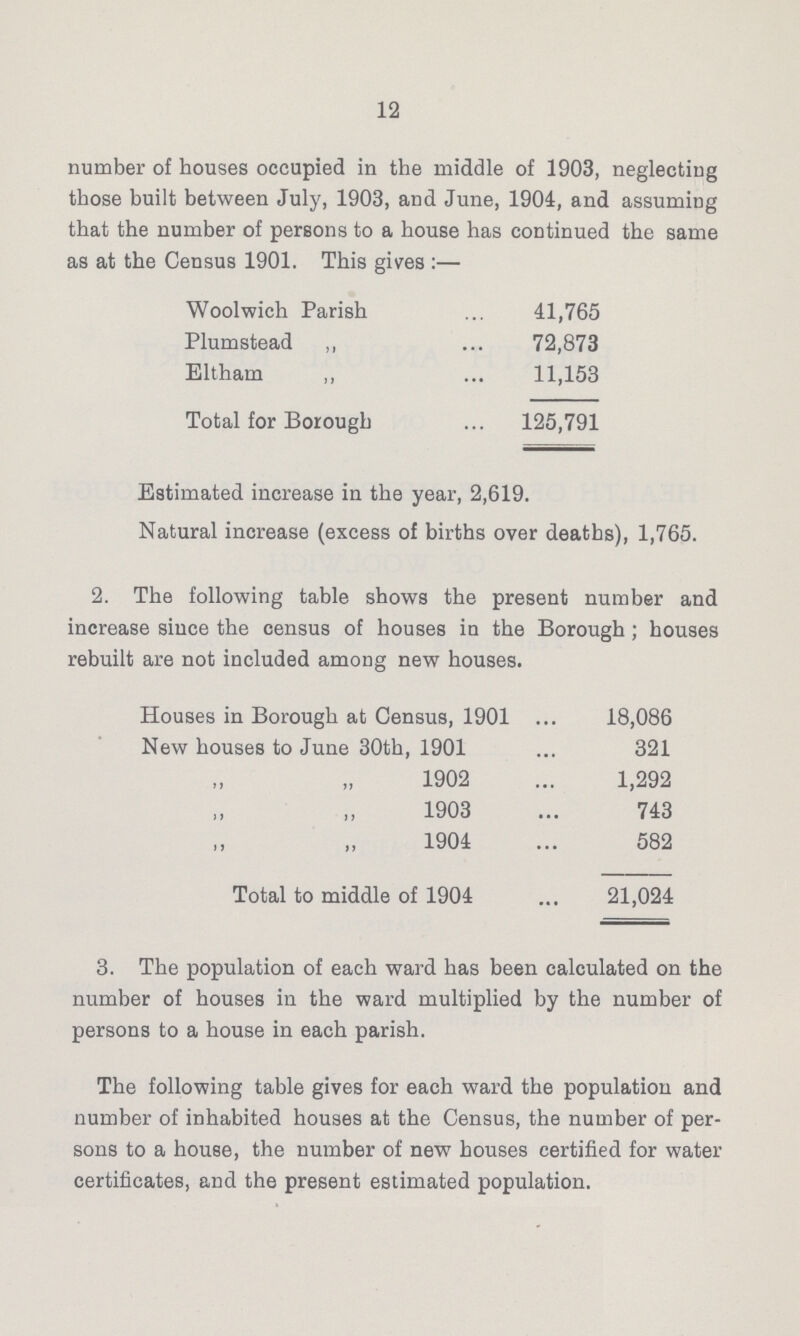 12
number of houses occupied in the middle of 1903, neglecting
those built between July, 1903, and June, 1904, and assuming
that the number of persons to a house has continued the same
as at the Census 1901. This gives :—
Woolwich Parish ... 41,765
Plumstead ,, ... 72,873
Eltham ,, ... 11,153
Total for Borough ... 125,791
Estimated increase in the year, 2,619.
Natural increase (excess of births over deaths), 1,765.
2. The following table shows the present number and
increase since the census of houses in the Borough ; houses
rebuilt are not included among new houses.
Houses in Borough at Census, 1901 ... 18,086
New houses to June 30th, 1901 ... 321
,, ,, 1902 ... 1,292
,, ,, 1903 ... 743
,, ,, 1904 ... 582
Total to middle of 1904 ... 21,024
3. The population of each ward has been calculated on the
number of houses in the ward multiplied by the number of
persons to a house in each parish.
The following table gives for each ward the population and
number of inhabited houses at the Census, the number of per-
sons to a house, the number of new houses certified for water
certificates, and the present estimated population.